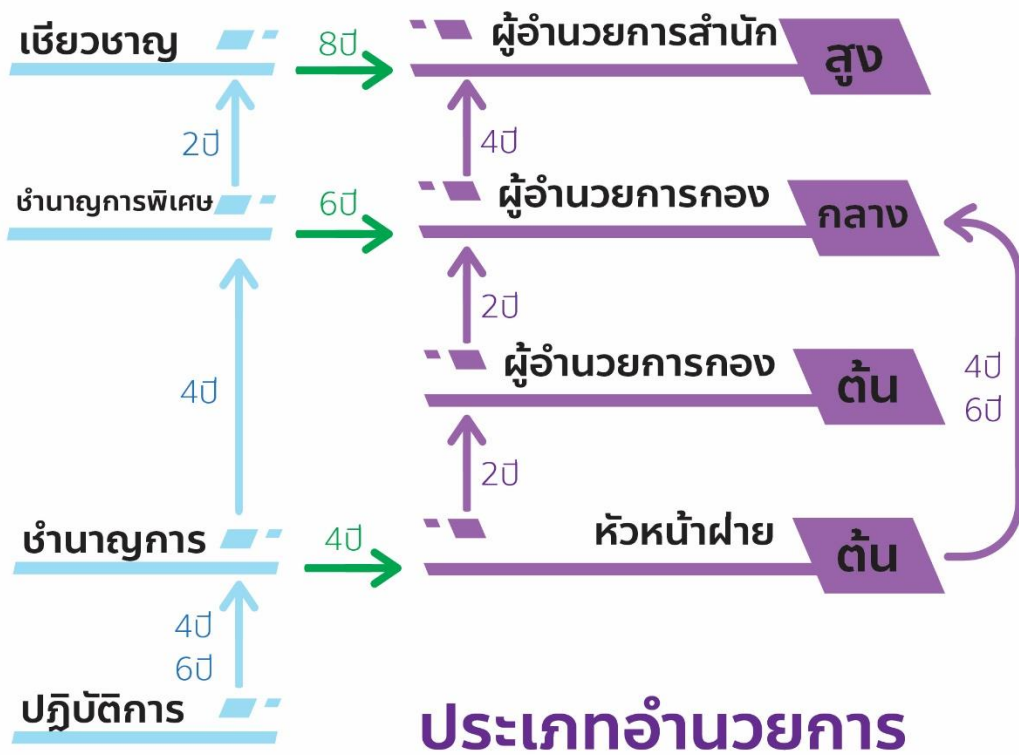 เชียวชาญ
8ปี
ผู้อำนวยการสำนัก
สูง
2ปี
4ปี
ชำนาญการพิเศษ
6ปี
ผู้อำนวยการกอง
กลาง
2ปี
4ปี
ผู้อำนวยการกอง
ต้น
4ปี
6ปี
2ปี
ชำนาญการ
4ปี
หัวหน้าฝ่าย
ต้น
4ปี
6ปี
ปฏิบัติการ
ประเภทอำนวยการ